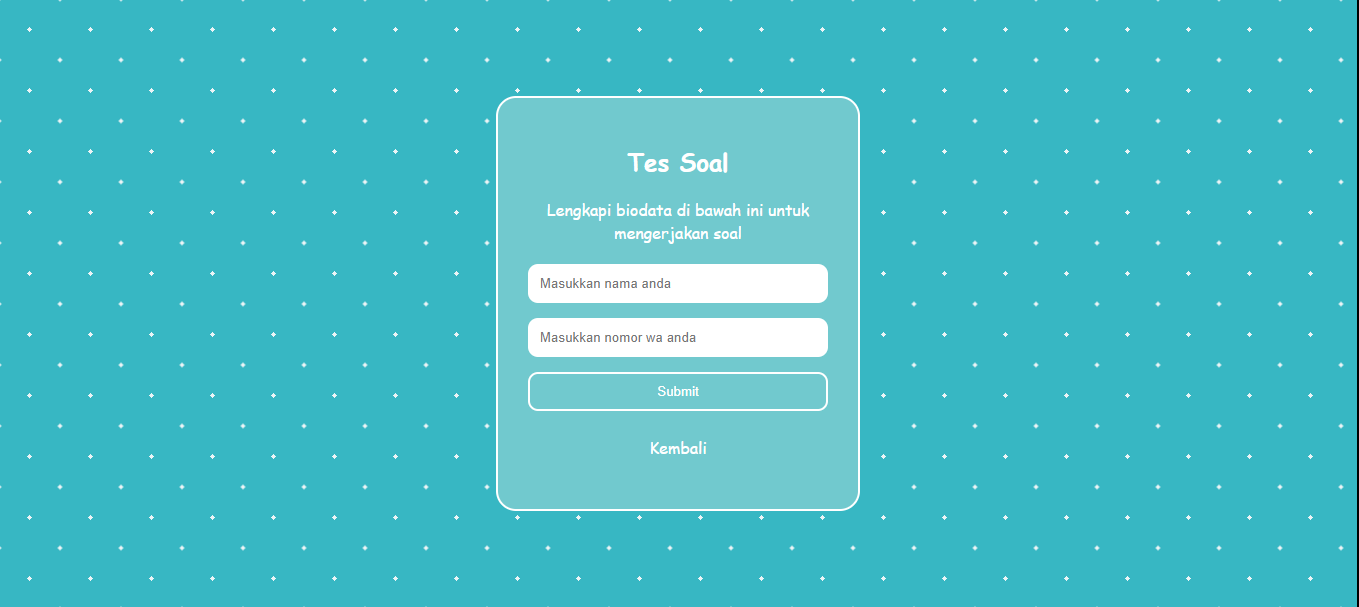 Tes Soal
Lengkapi biodata di bawah ini untuk
mengerjakan soal
Masukkan nama anda
Masukkan nomor wa anda
Submit
Kembali